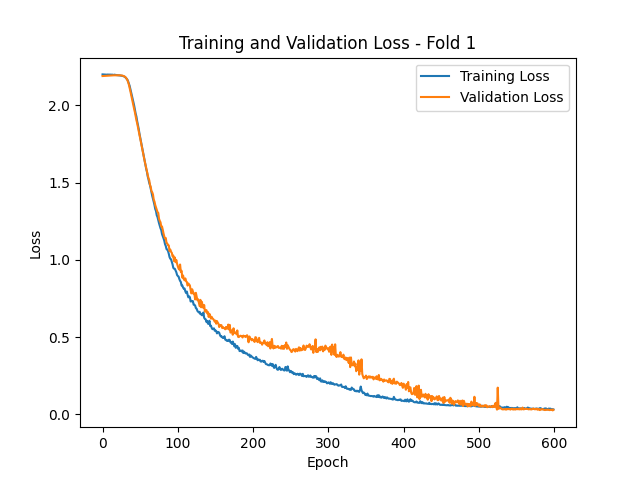 Training and Validation Loss - Fold 1
Training Loss
Validation Loss
Loss
2.0
1.5
1.0
0.5
0.0
0 100 200 300 400 500 600
Epoch